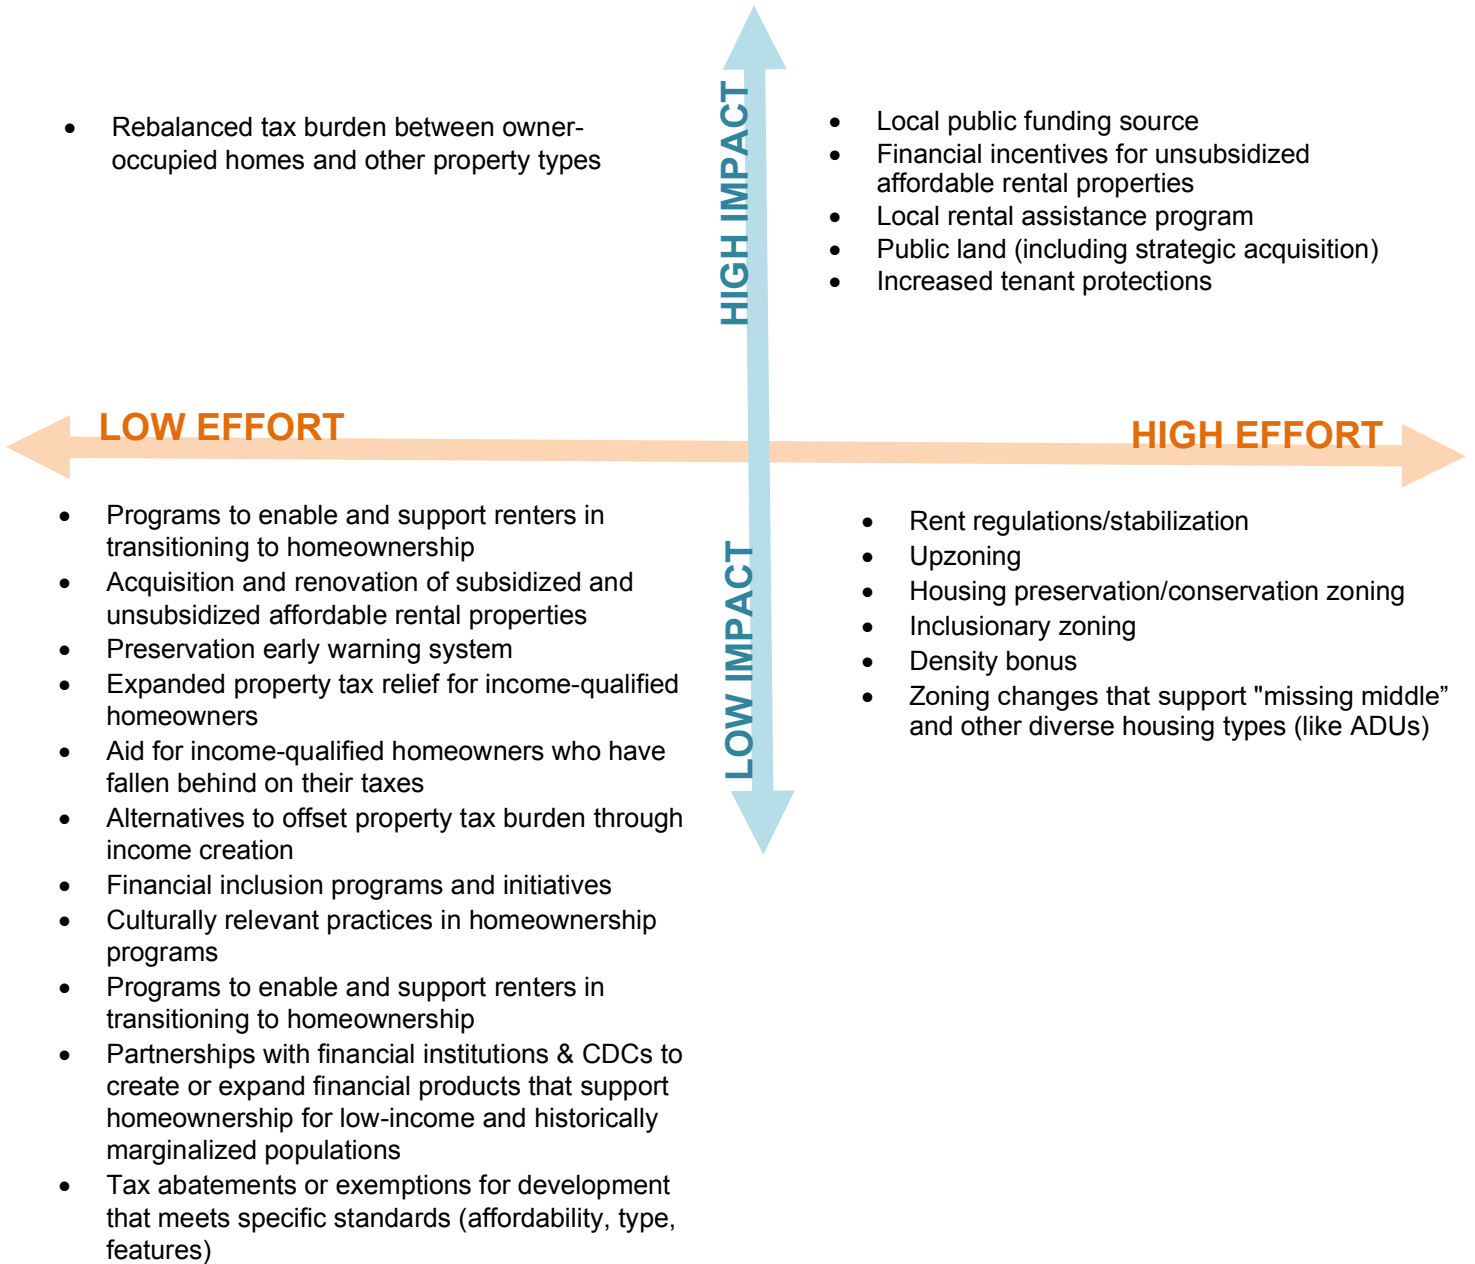 • Rebalanced tax burden between owner-
occupied homes and other property types
HIGH IMPACT
• Local public funding source
• Financial incentives for unsubsidized
affordable rental properties
• Local rental assistance program
• Public land (including strategic acquisition)
• Increased tenant protections
LOW EFFORT
HIGH EFFORT
• Programs to enable and support renters in
transitioning to homeownership
• Acquisition and renovation of subsidized and
unsubsidized affordable rental properties
• Preservation early warning system
• Expanded property tax relief for income-qualified
homeowners
• Aid for income-qualified homeowners who have
fallen behind on their taxes
• Alternatives to offset property tax burden through
income creation
• Financial inclusion programs and initiatives
• Culturally relevant practices in homeownership
programs
• Programs to enable and support renters in
transitioning to homeownership
• Partnerships with financial institutions & CDCs to
create or expand financial products that support
homeownership for low-income and historically
marginalized populations
• Tax abatements or exemptions for development
that meets specific standards (affordability, type,
features)
LOW IMPACT
• Rent regulations/stabilization
• Upzoning
• Housing preservation/conservation zoning
• Inclusionary zoning
• Density bonus
• Zoning changes that support "missing middle”
and other diverse housing types (like ADUs)